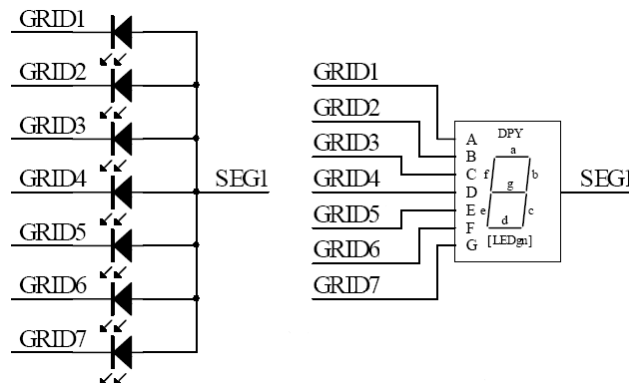 GRID1
GRID2
GRID3
GRID4
GRID5
GRID6
GRID7
SEG1
GRID1
GRID2
GRID3
GRID4
GRID5
GRID6
GRID7
A
B
C
D
E
F
G
DPY
a
f
b
g
e
c
d
[LEDgn]
SEG1